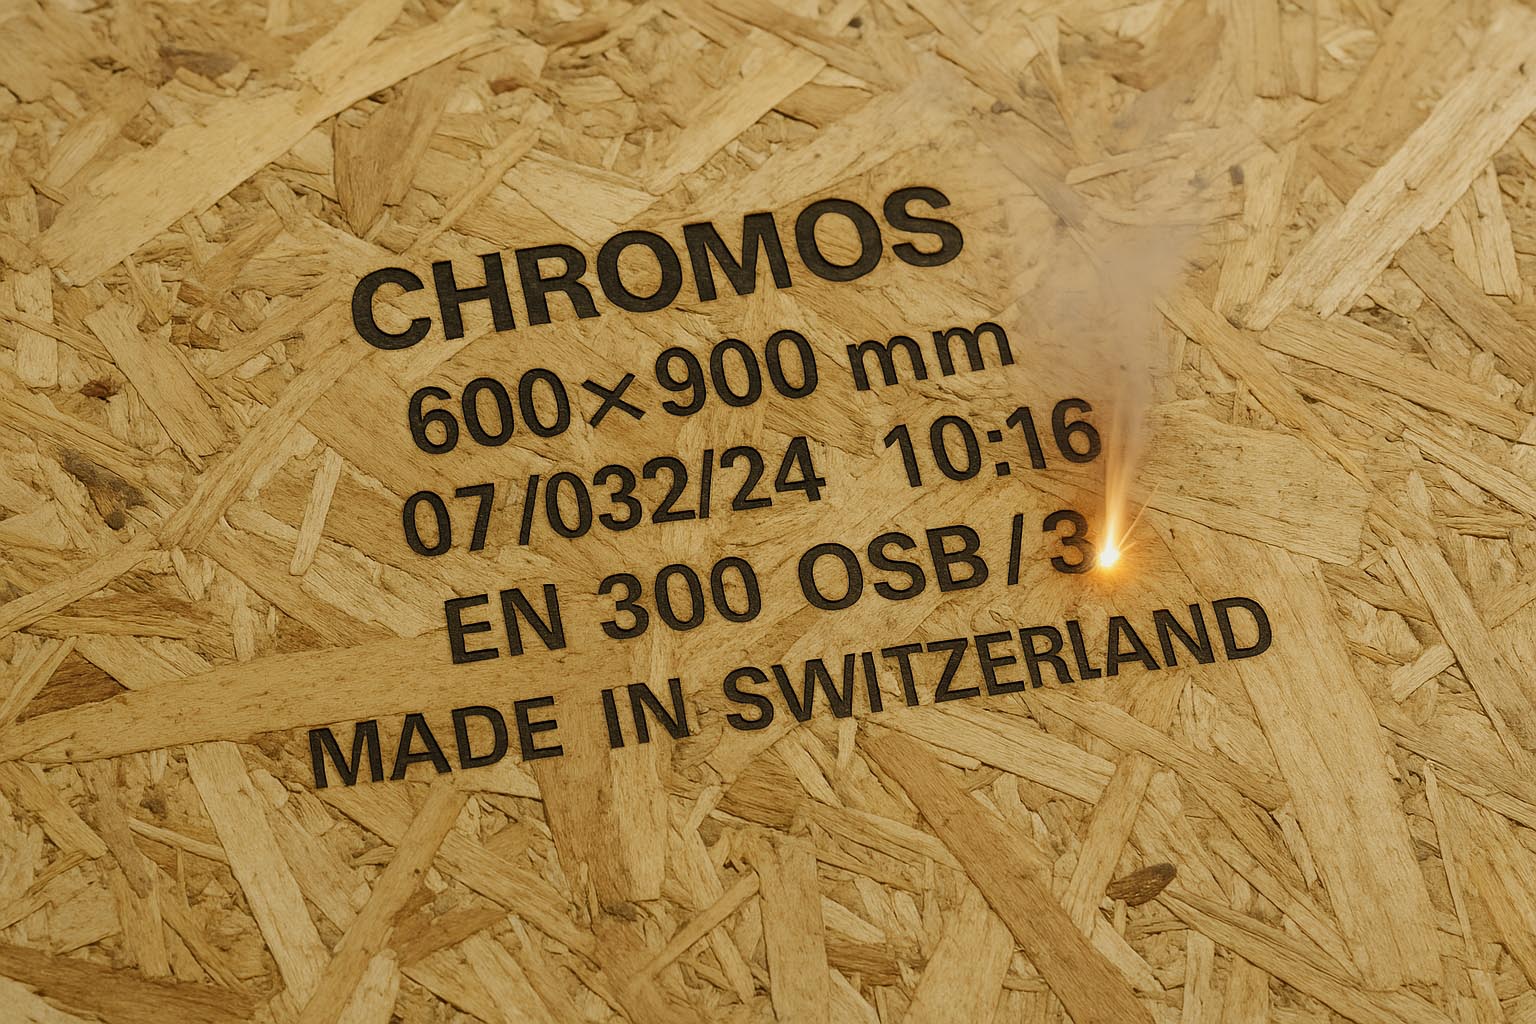 CHROMOS
600×900 mm
07/032/24 10:16
EN 300 OSB/3
MADE IN SWITZERLAND